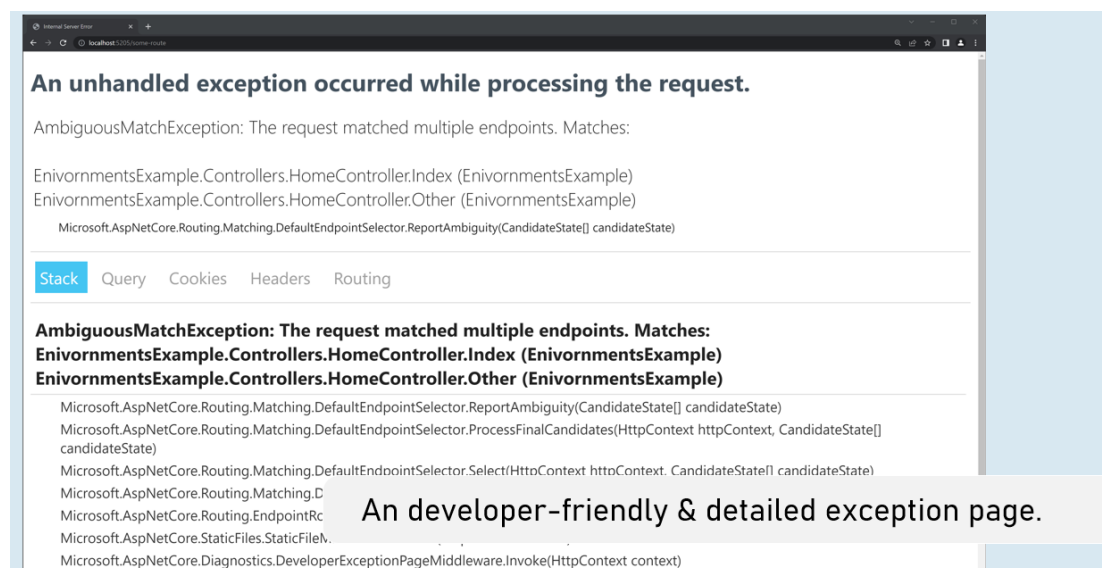 Internal Server Error
localhost:5205/some-route
An unhandled exception occurred while processing the request.
AmbiguousMatchException: The request matched multiple endpoints. Matches:
EnivornmentsExample.Controllers.HomeController.Index (EnivornmentsExample)
EnivornmentsExample.Controllers.HomeController.Other (EnivornmentsExample)
Microsoft.AspNetCore.Routing.Matching.DefaultEndpointSelector.ReportAmbiguity(CandidateState[] candidateState)
Stack Query Cookies Headers Routing
AmbiguousMatchException: The request matched multiple endpoints. Matches:
EnivornmentsExample.Controllers.HomeController.Index (EnivornmentsExample)
EnivornmentsExample.Controllers.HomeController.Other (EnivornmentsExample)
Microsoft.AspNetCore.Routing.Matching.DefaultEndpointSelector.ReportAmbiguity(CandidateState[] candidateState)
Microsoft.AspNetCore.Routing.Matching.DefaultEndpointSelector.ProcessFinalCandidates(HttpContext httpContext, CandidateState[]
candidateState)
Microsoft.AspNetCore.Routing.Matching.DefaultEndpointSelector.Select(HttpContext httpContext, CandidateState[] candidateState)
Microsoft.AspNetCore.Routing.Matching.D
An developer-friendly & detailed exception page.
Microsoft.AspNetCore.Routing.EndpointRo
Microsoft.AspNetCore.StaticFiles.StaticFileM
Microsoft.AspNetCore.Diagnostics.DeveloperExceptionPageMiddleware.Invoke(HttpContext context)